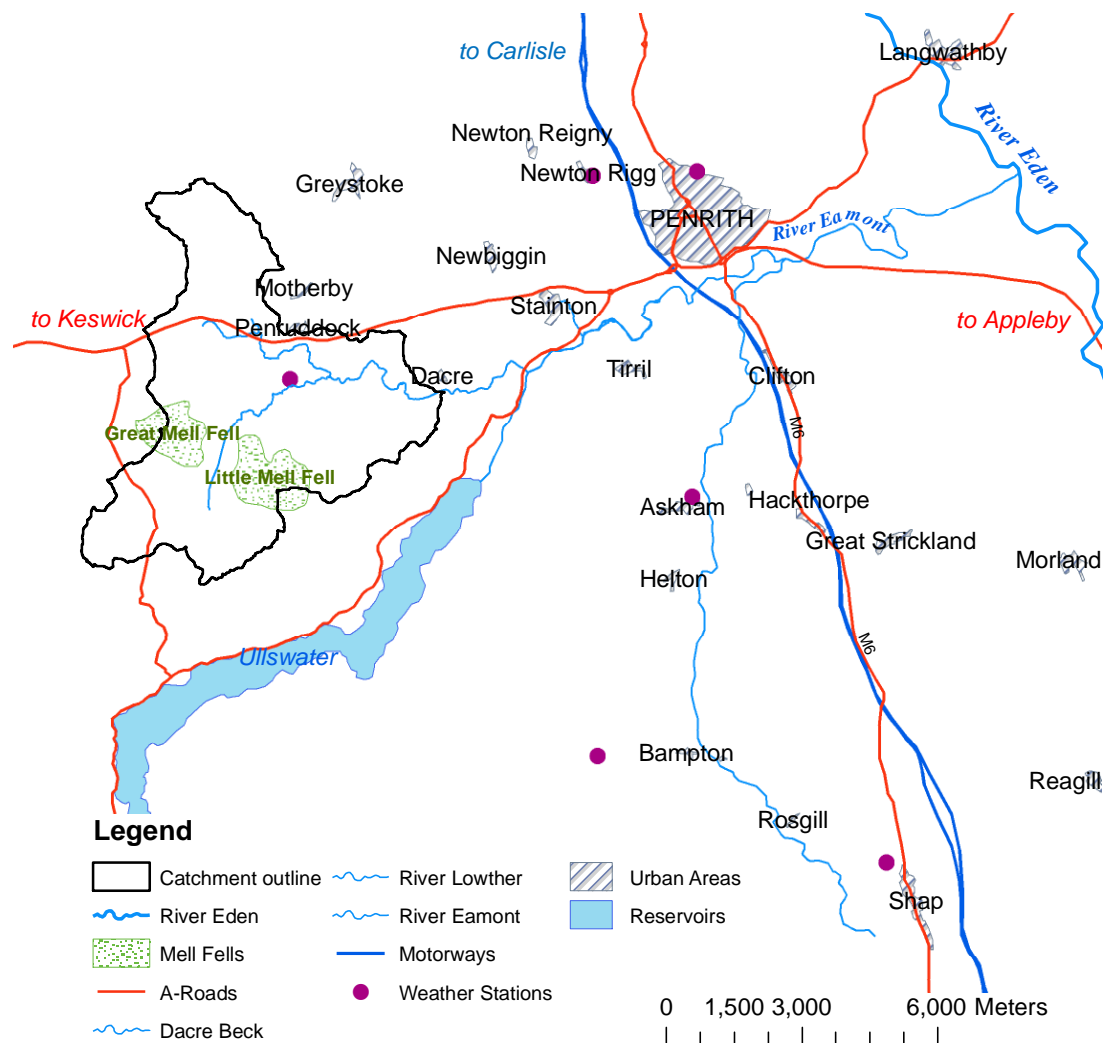 to Carlisle
Langwathby
River Eden
Newton Reigny
Newton Rigg
Greystoke
PENRITH
River Eamont
Newbiggin
Motherby
Stainton
to Keswick
Penruddock
to Appleby
Dacre
Tirril
Clifton
M6
Great Mell Fell
Little Mell Fell
Askham
Hackthorpe
Great Strickland
Morland
Helton
M6
Ullswater
Bampton
Reagill
Rosgill
Shap
Legend
Catchment outline
River Eden
Mell Fells
A-Roads
Dacre Beck
River Lowther
River Eamont
Motorways
Weather Stations
Urban Areas
Reservoirs
0 1,500 3,000 6,000 Meters